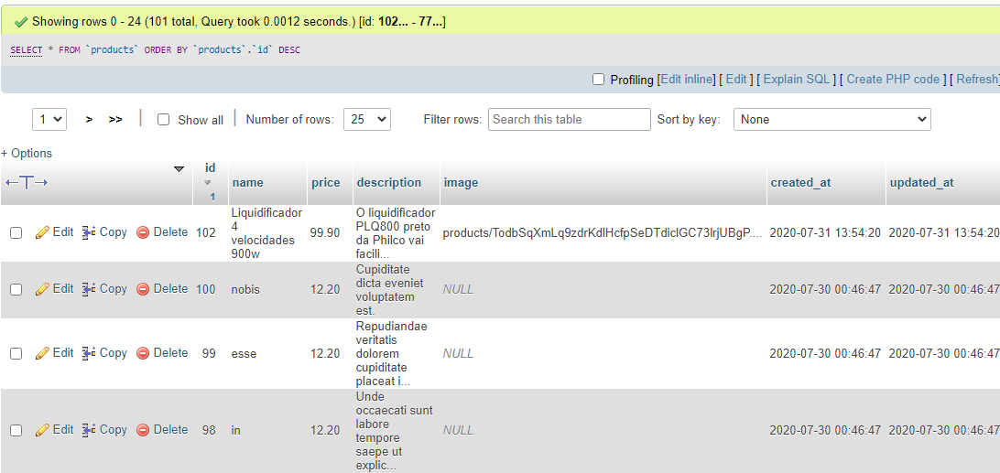 Showing rows 0 - 24 (101 total, Query took 0.0012 seconds.) [id: 102... - 77...]
SELECT * FROM `products` ORDER BY `products`.`id` DESC
Profiling [Edit inline] [ Edit ] [ Explain SQL ] [ Create PHP code ] [ Refresh]
1 > >> Show all Number of rows: 25 Filter rows: Search this table Sort by key: None
+ Options
←T→ id 1 name price description image created_at updated_at
Edit Copy Delete 102 Liquidificador 99.90 O liquidificador products/TodbSqXmLq9zdrKdlHcfpSeDTdiclGC73lrjUBgP.... 2020-07-31 13:54:20 2020-07-31 13:54:20
4 PLQ800 preto
velocidades da Philco vai
900w facili...
Edit Copy Delete 100 nobis 12.20 Cupiditate NULL 2020-07-30 00:46:47 2020-07-30 00:46:47
dicta eveniet
voluptatem
est.
Edit Copy Delete 99 esse 12.20 Repudiandae NULL 2020-07-30 00:46:47 2020-07-30 00:46:47
veritatis
dolorem
cupiditate
placeat i...
Edit Copy Delete 98 in 12.20 Unde NULL 2020-07-30 00:46:47 2020-07-30 00:46:47
occaecati sunt
labore
tempore
saepe ut
explic...